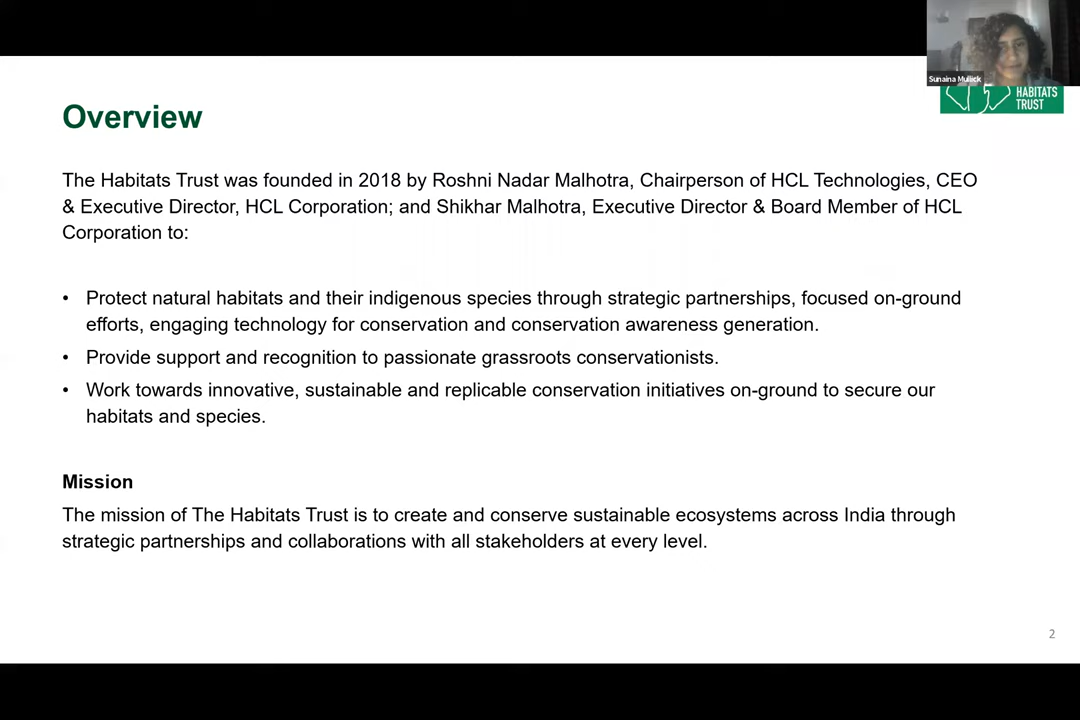 Sunaina Mullick
HABITATS
TRUST
Overview
The Habitats Trust was founded in 2018 by Roshni Nadar Malhotra, Chairperson of HCL Technologies, CEO
& Executive Director, HCL Corporation; and Shikhar Malhotra, Executive Director & Board Member of HCL
Corporation to:
• Protect natural habitats and their indigenous species through strategic partnerships, focused on-ground
efforts, engaging technology for conservation and conservation awareness generation.
• Provide support and recognition to passionate grassroots conservationists.
• Work towards innovative, sustainable and replicable conservation initiatives on-ground to secure our
habitats and species.
Mission
The mission of The Habitats Trust is to create and conserve sustainable ecosystems across India through
strategic partnerships and collaborations with all stakeholders at every level.
2